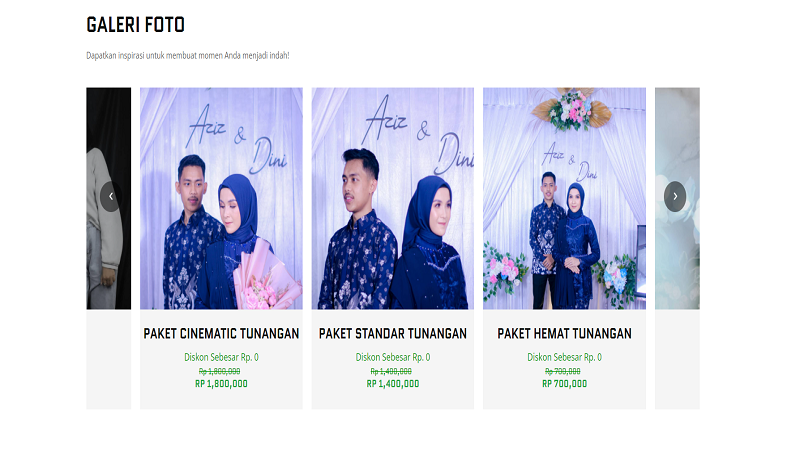 GALERI FOTO
Dapatkan inspirasi untuk membuat momen Anda menjadi indah!
Aziz & Dini
Aziz & Dini
Aziz & Dini
PAKET CINEMATIC TUNANGAN
Diskon Sebesar Rp. 0
Rp 1,800,000
RP 1,800,000
PAKET STANDAR TUNANGAN
Diskon Sebesar Rp. 0
Rp 1,400,000
RP 1,400,000
PAKET HEMAT TUNANGAN
Diskon Sebesar Rp. 0
Rp 700,000
RP 700,000